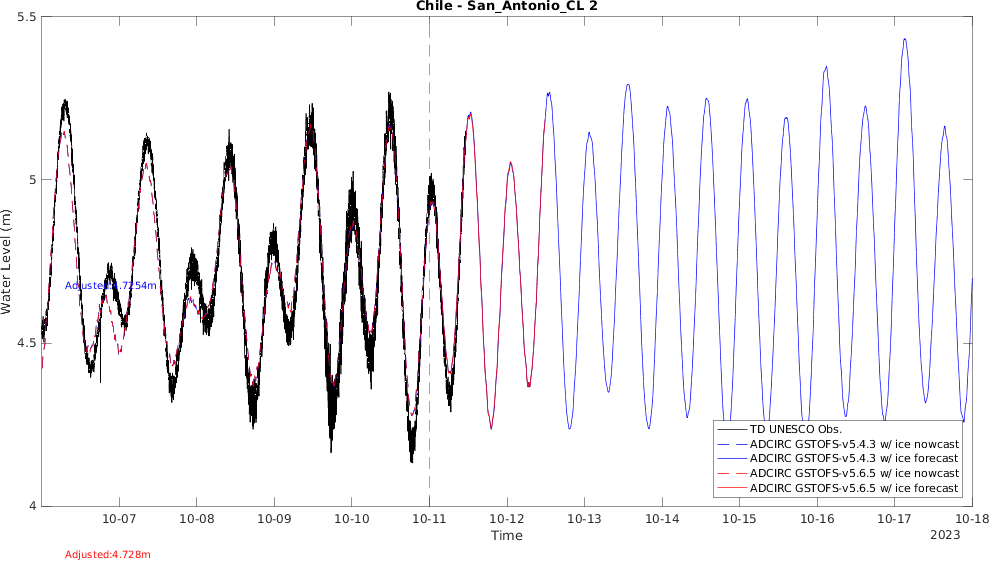 Chile - San_Antonio_CL 2
5.5
5
4.5
4
Water Level (m)
Adjusted:4.7254m
TD UNESCO Obs.
ADCIRC GSTOFS-v5.4.3 w/ ice nowcast
ADCIRC GSTOFS-v5.4.3 w/ ice forecast
ADCIRC GSTOFS-v5.6.5 w/ ice nowcast
ADCIRC GSTOFS-v5.6.5 w/ ice forecast
10-07 10-08 10-09 10-10 10-11 10-12 10-13 10-14 10-15 10-16 10-17 10-18
Time
2023
Adjusted:4.728m